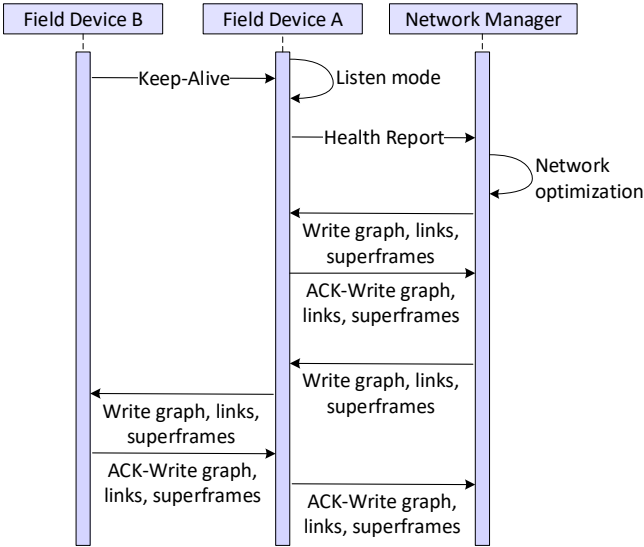 Field Device B
Field Device A
Network Manager
Keep-Alive
Listen mode
Health Report
Network
optimization
Write graph, links,
superframes
ACK-Write graph,
links, superframes
Write graph, links,
superframes
Write graph, links,
superframes
ACK-Write graph,
links, superframes
ACK-Write graph,
links, superframes